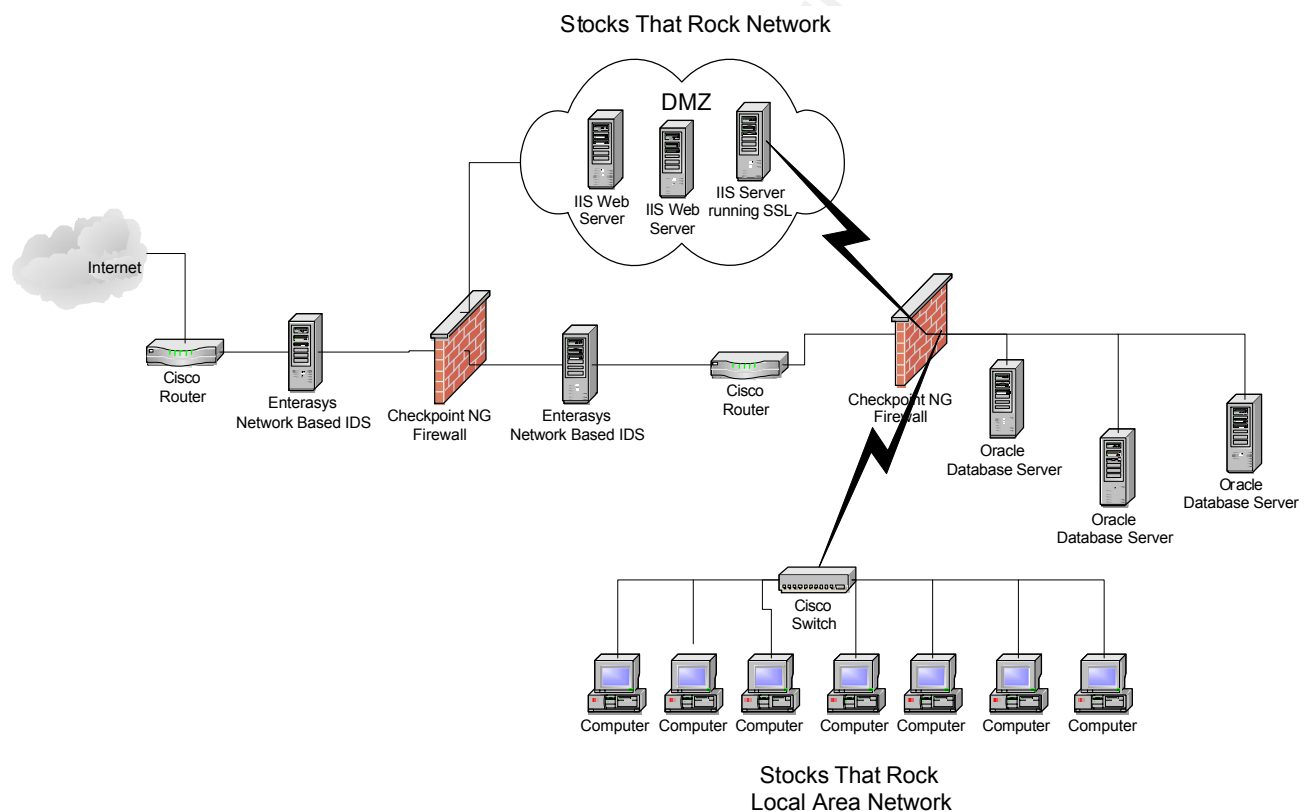 Stocks That Rock Network
DMZ
IIS Web
Server
IIS Web
Server
IIS Server
running SSL
Internet
Cisco
Router
Enterasys
Network Based IDS
Checkpoint NG
Firewall
Enterasys
Network Based IDS
Cisco
Router
Checkpoint NG
Firewall
Oracle
Database Server
Oracle
Database Server
Oracle
Database Server
Cisco
Switch
Computer
Computer
Computer
Computer
Computer
Computer
Computer
Stocks That Rock
Local Area Network